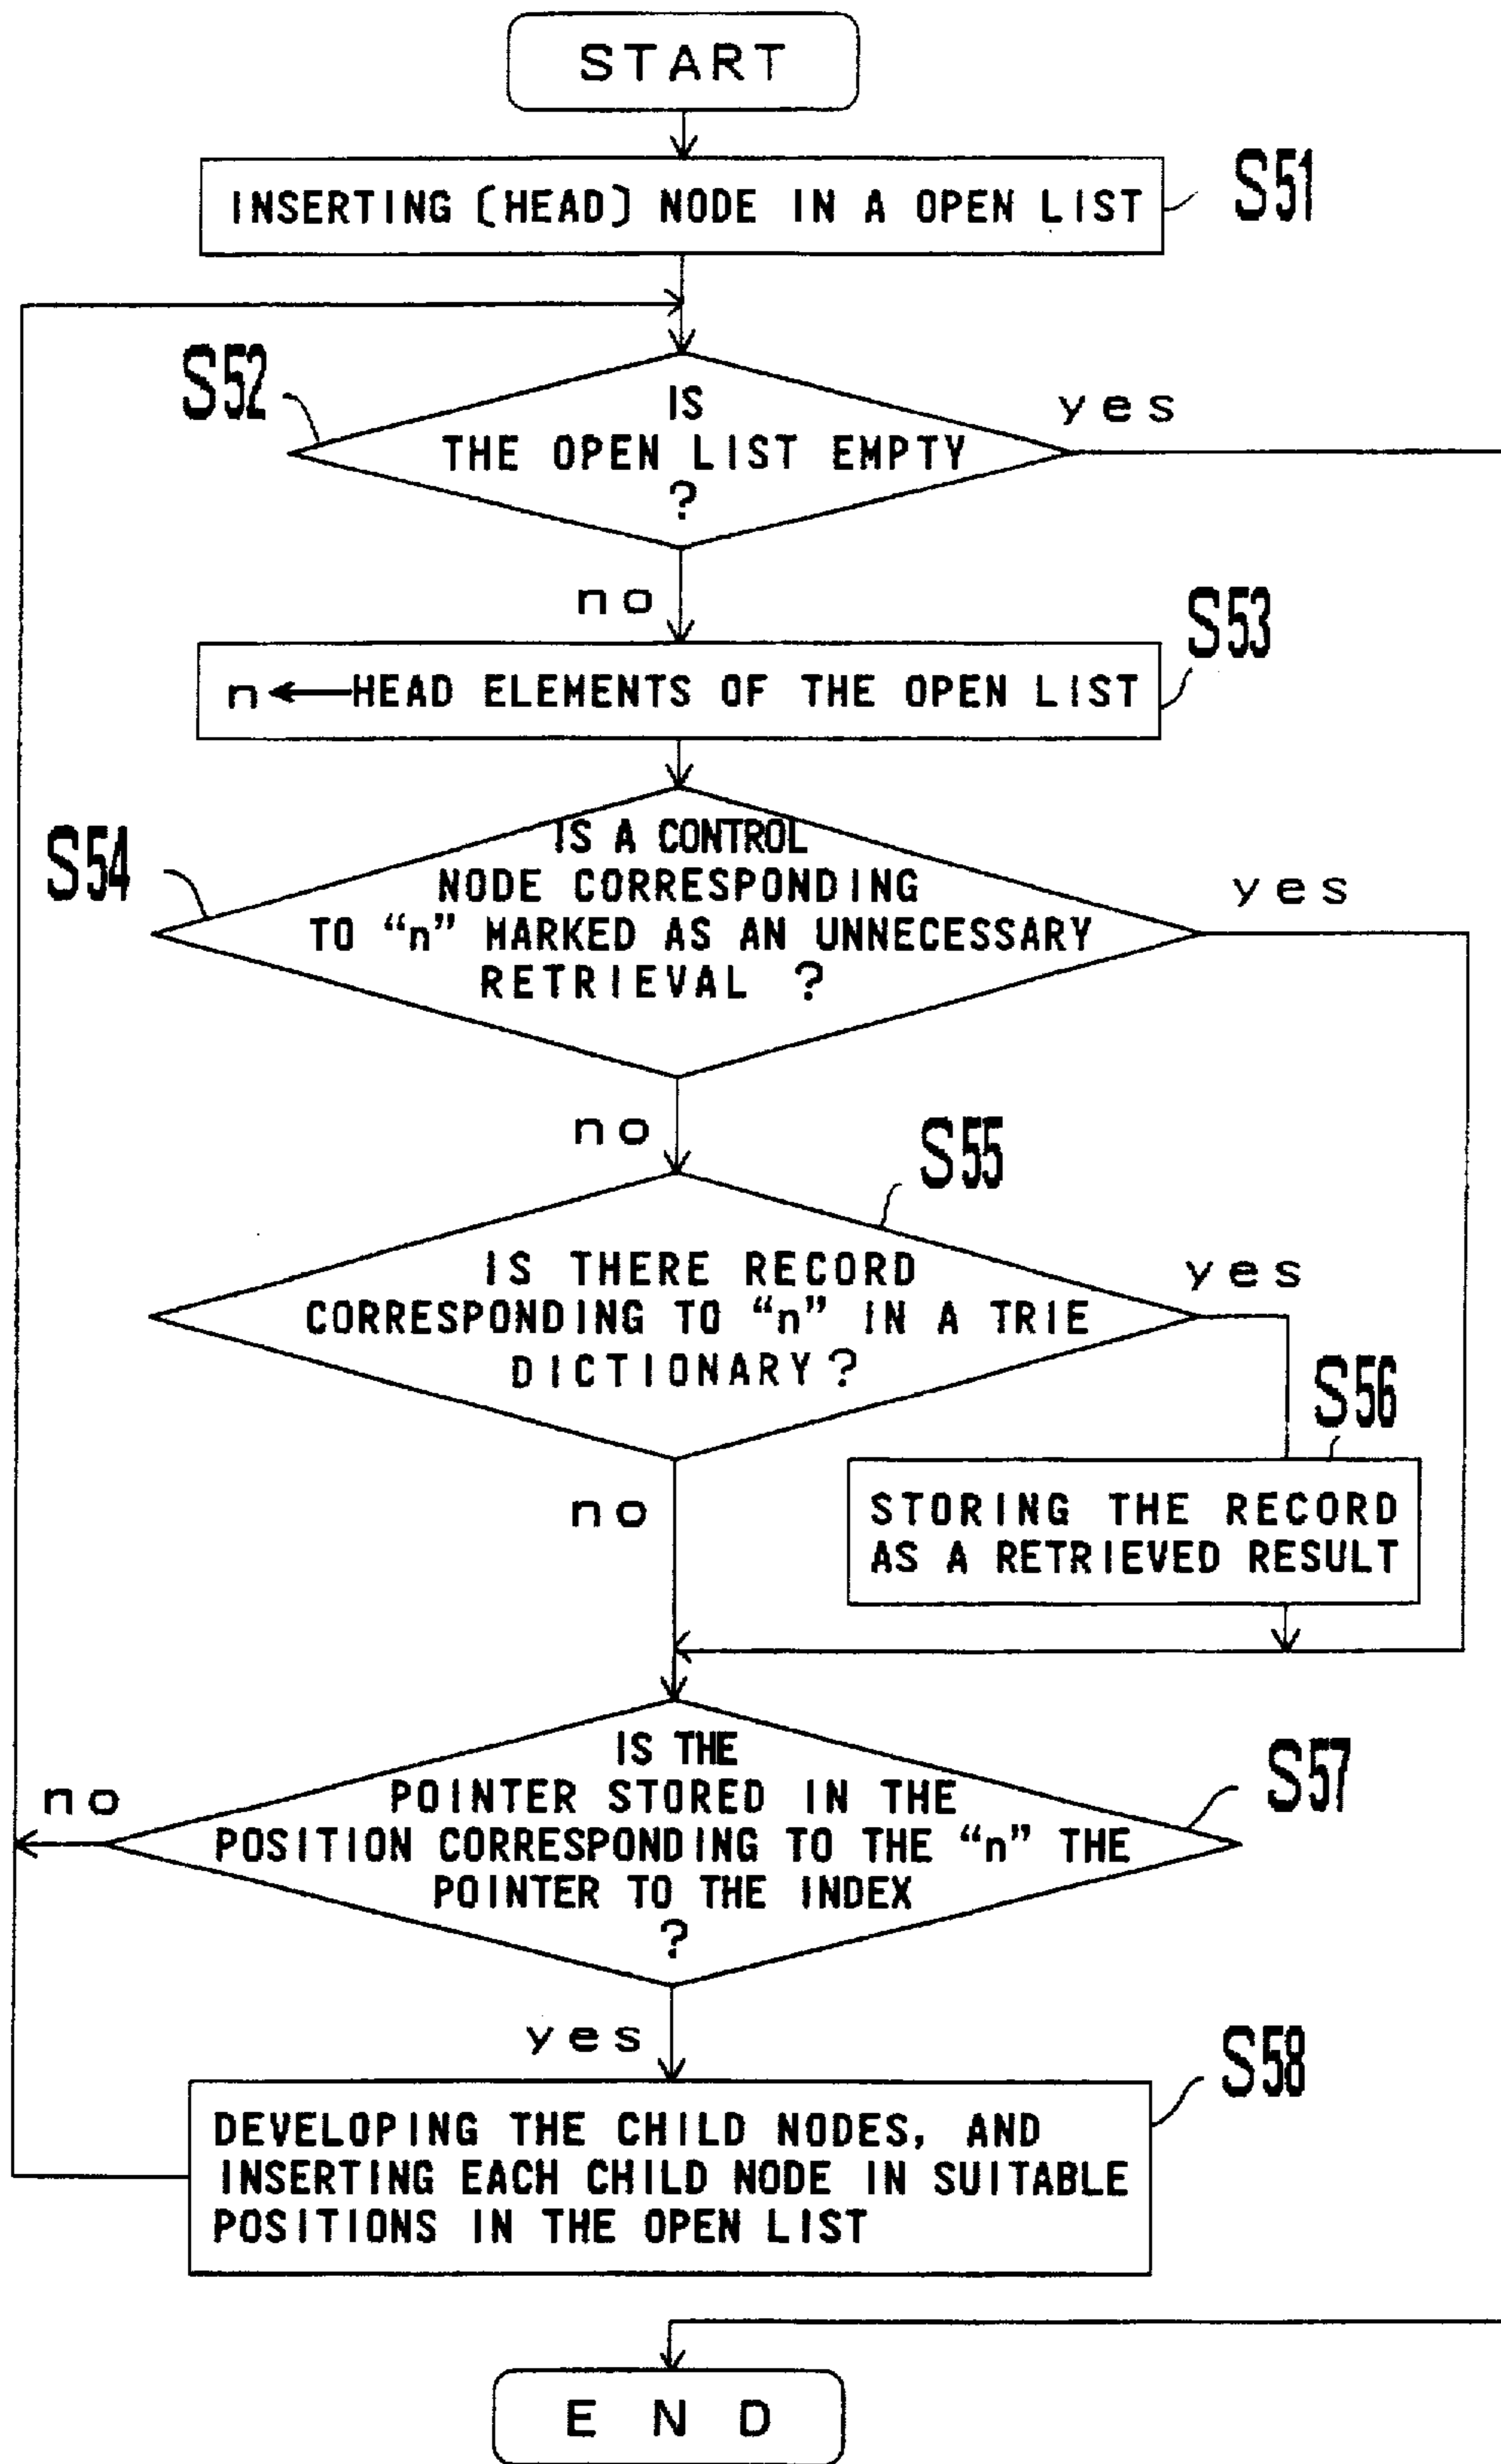 START
INSERTING [HEAD] NODE IN A OPEN LIST
S51
S52
IS
THE OPEN LIST EMPTY
?
yes
no
S53
n←HEAD ELEMENTS OF THE OPEN LIST
S54
IS A CONTROL
NODE CORRESPONDING
TO “n” MARKED AS AN UNNECESSARY
RETRIEVAL ?
yes
no
S55
IS THERE RECORD
CORRESPONDING TO “n” IN A TRIE
DICTIONARY?
yes
no
S56
STORING THE RECORD
AS A RETRIEVED RESULT
IS THE
POINTER STORED IN THE
POSITION CORRESPONDING TO THE “n” THE
POINTER TO THE INDEX
?
S57
no
yes
S58
DEVELOPING THE CHILD NODES, AND
INSERTING EACH CHILD NODE IN SUITABLE
POSITIONS IN THE OPEN LIST
END